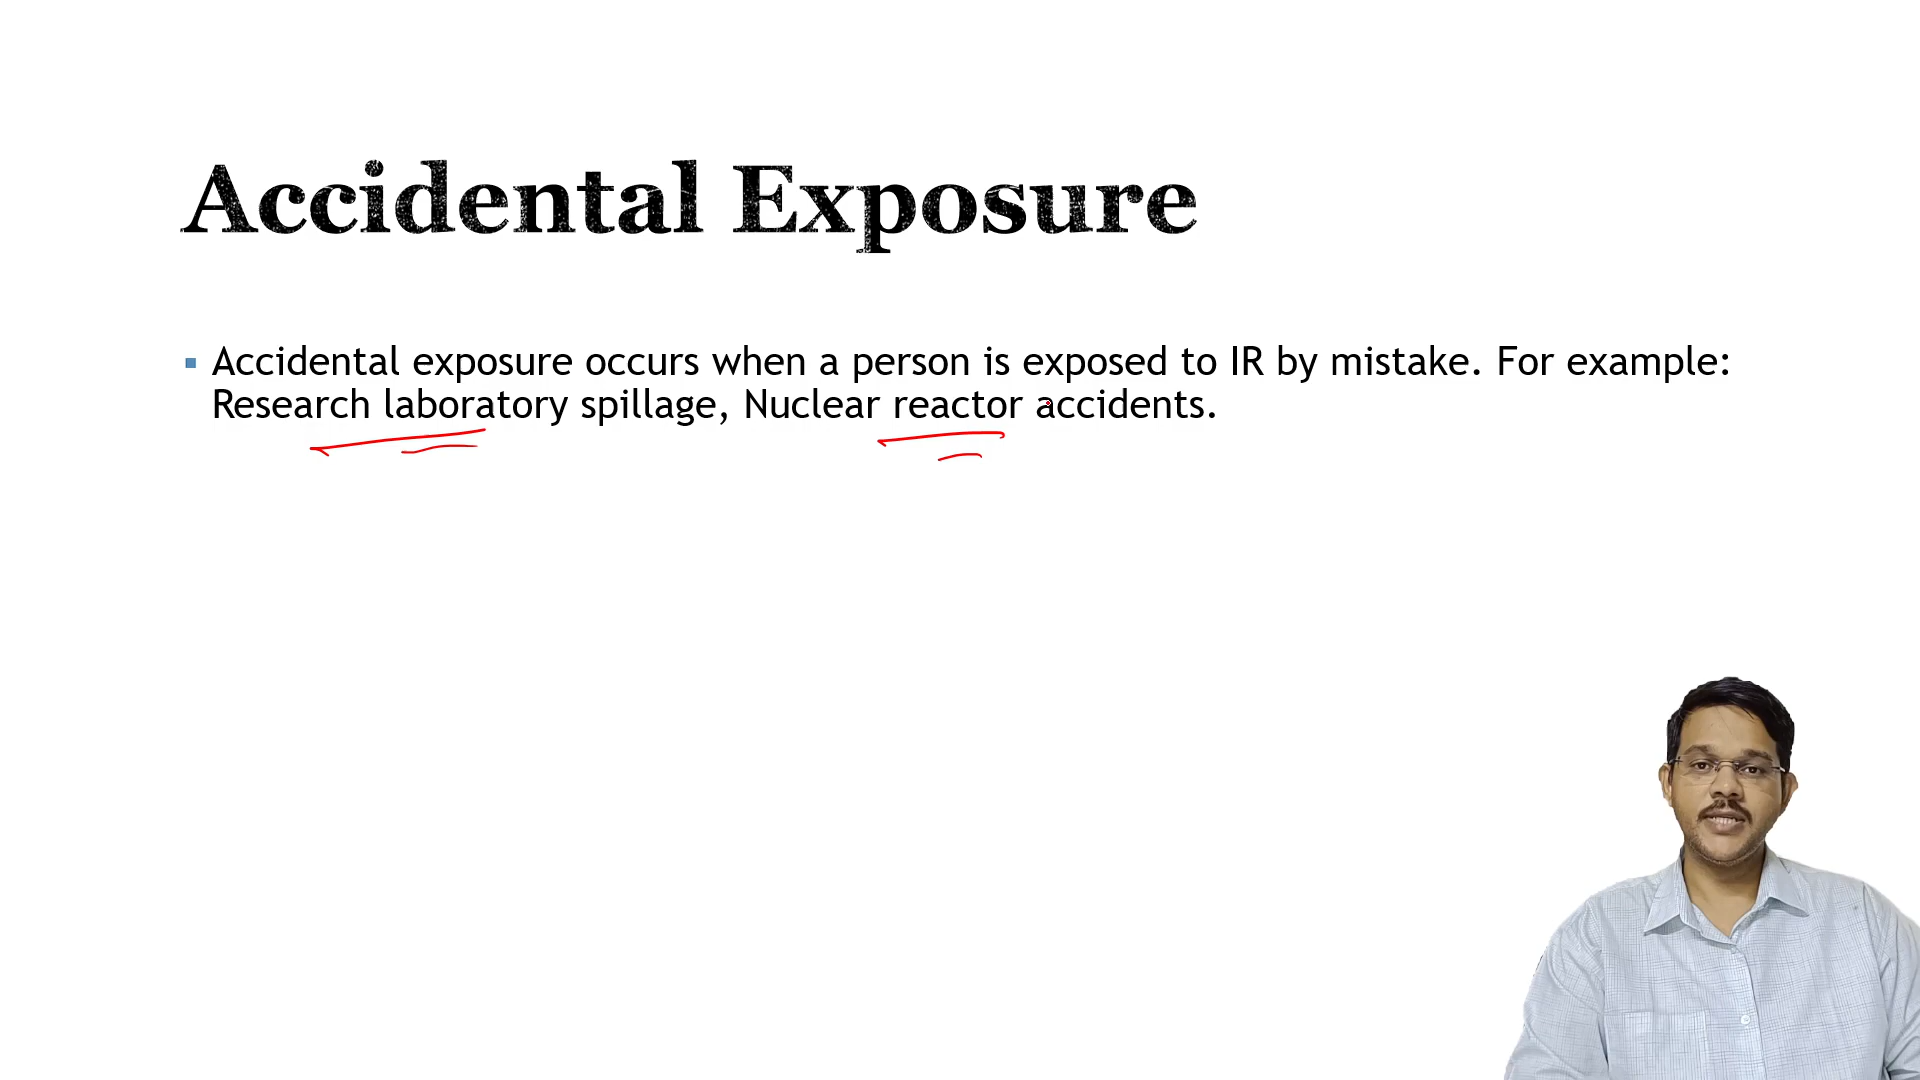 Accidental Exposure
Accidental exposure occurs when a person is exposed to IR by mistake. For example:
Research laboratory spillage, Nuclear reactor accidents.